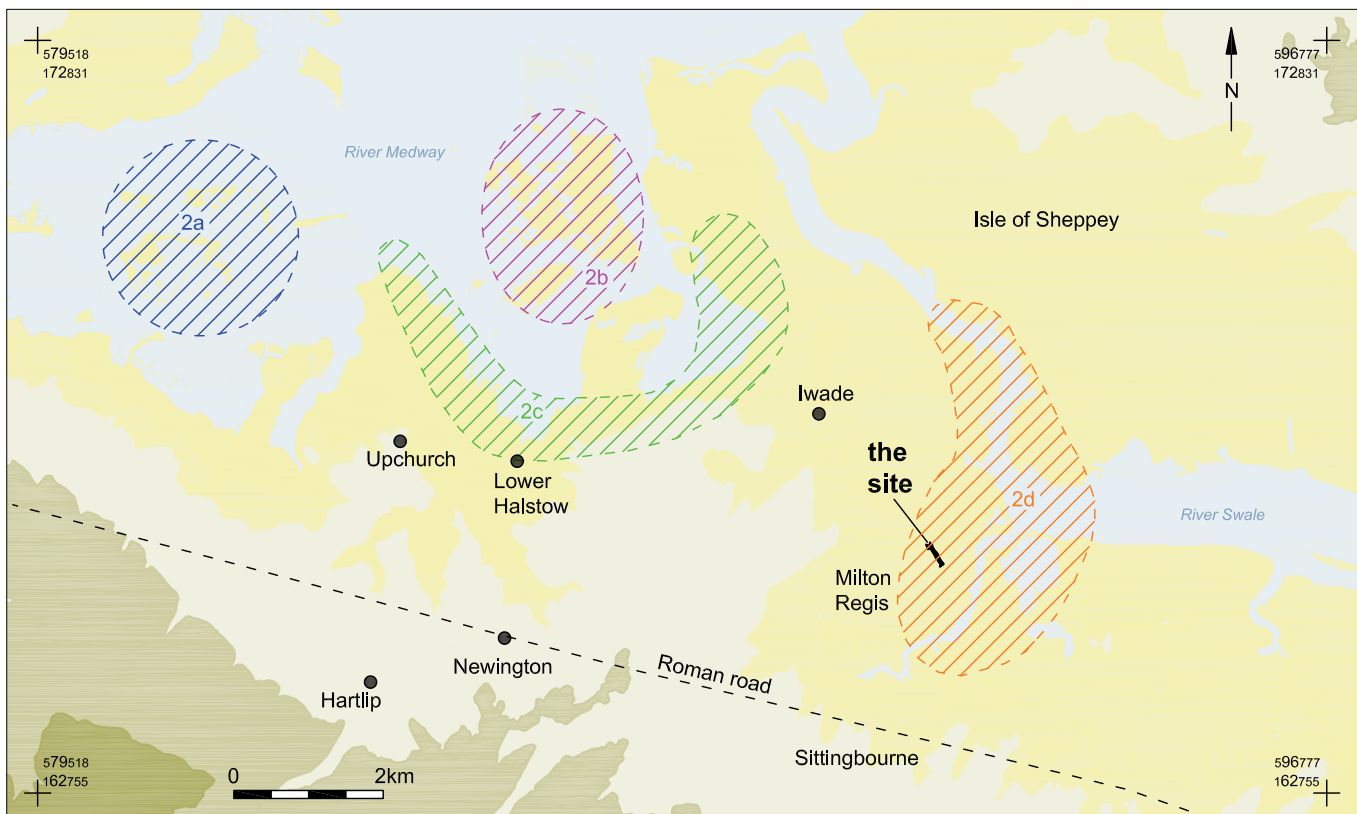 579518
172831
596777
172831
N
River Medway
2a
2b
Isle of Sheppey
2c
Iwade
Upchurch
Lower
Halstow
the
site
2d
River Swale
Milton
Regis
Newington
Roman road
Hartlip
Sittingbourne
579518
162755
0
2km
596777
162755